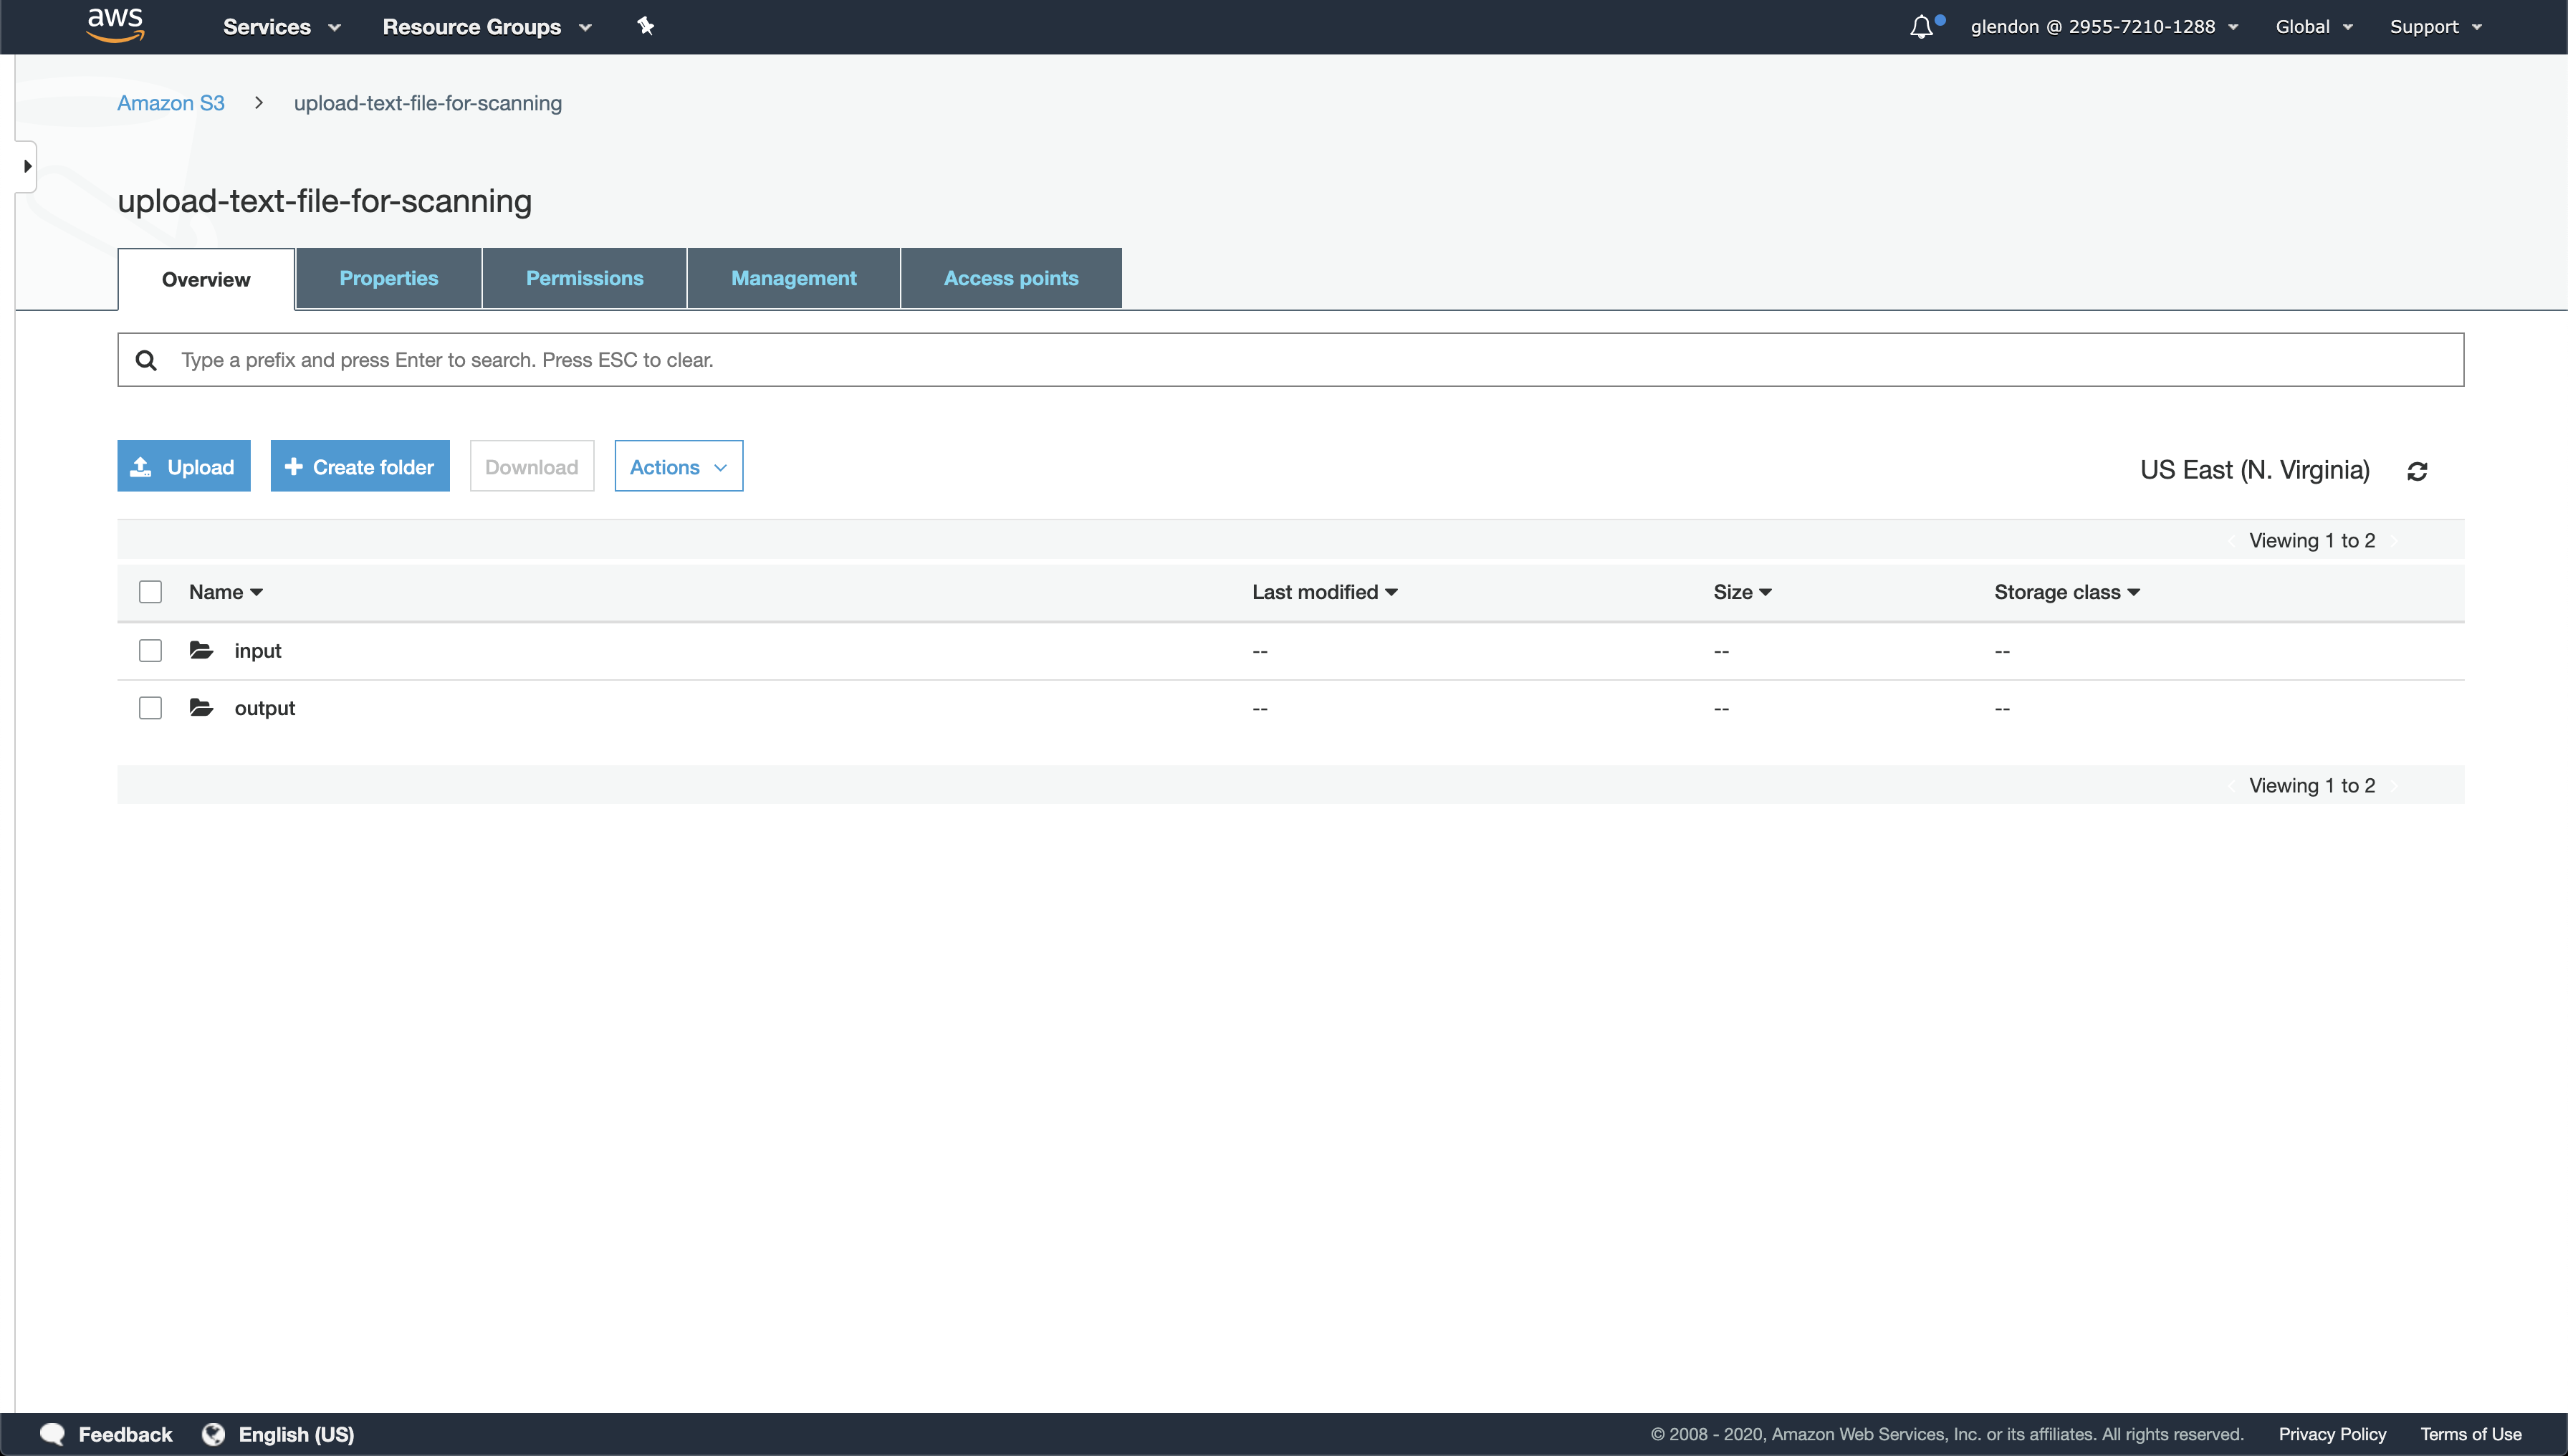 aws Services Resource Groups glendon @ 2955-7210-1288 Global Support
Amazon S3 > upload-text-file-for-scanning
upload-text-file-for-scanning
Overview Properties Permissions Management Access points
Type a prefix and press Enter to search. Press ESC to clear.
Upload Create folder Download Actions US East (N. Virginia)
Viewing 1 to 2
Name Last modified Size Storage class
input -- -- --
output -- -- --
Viewing 1 to 2
Feedback English (US) © 2008 - 2020, Amazon Web Services, Inc. or its affiliates. All rights reserved. Privacy Policy Terms of Use